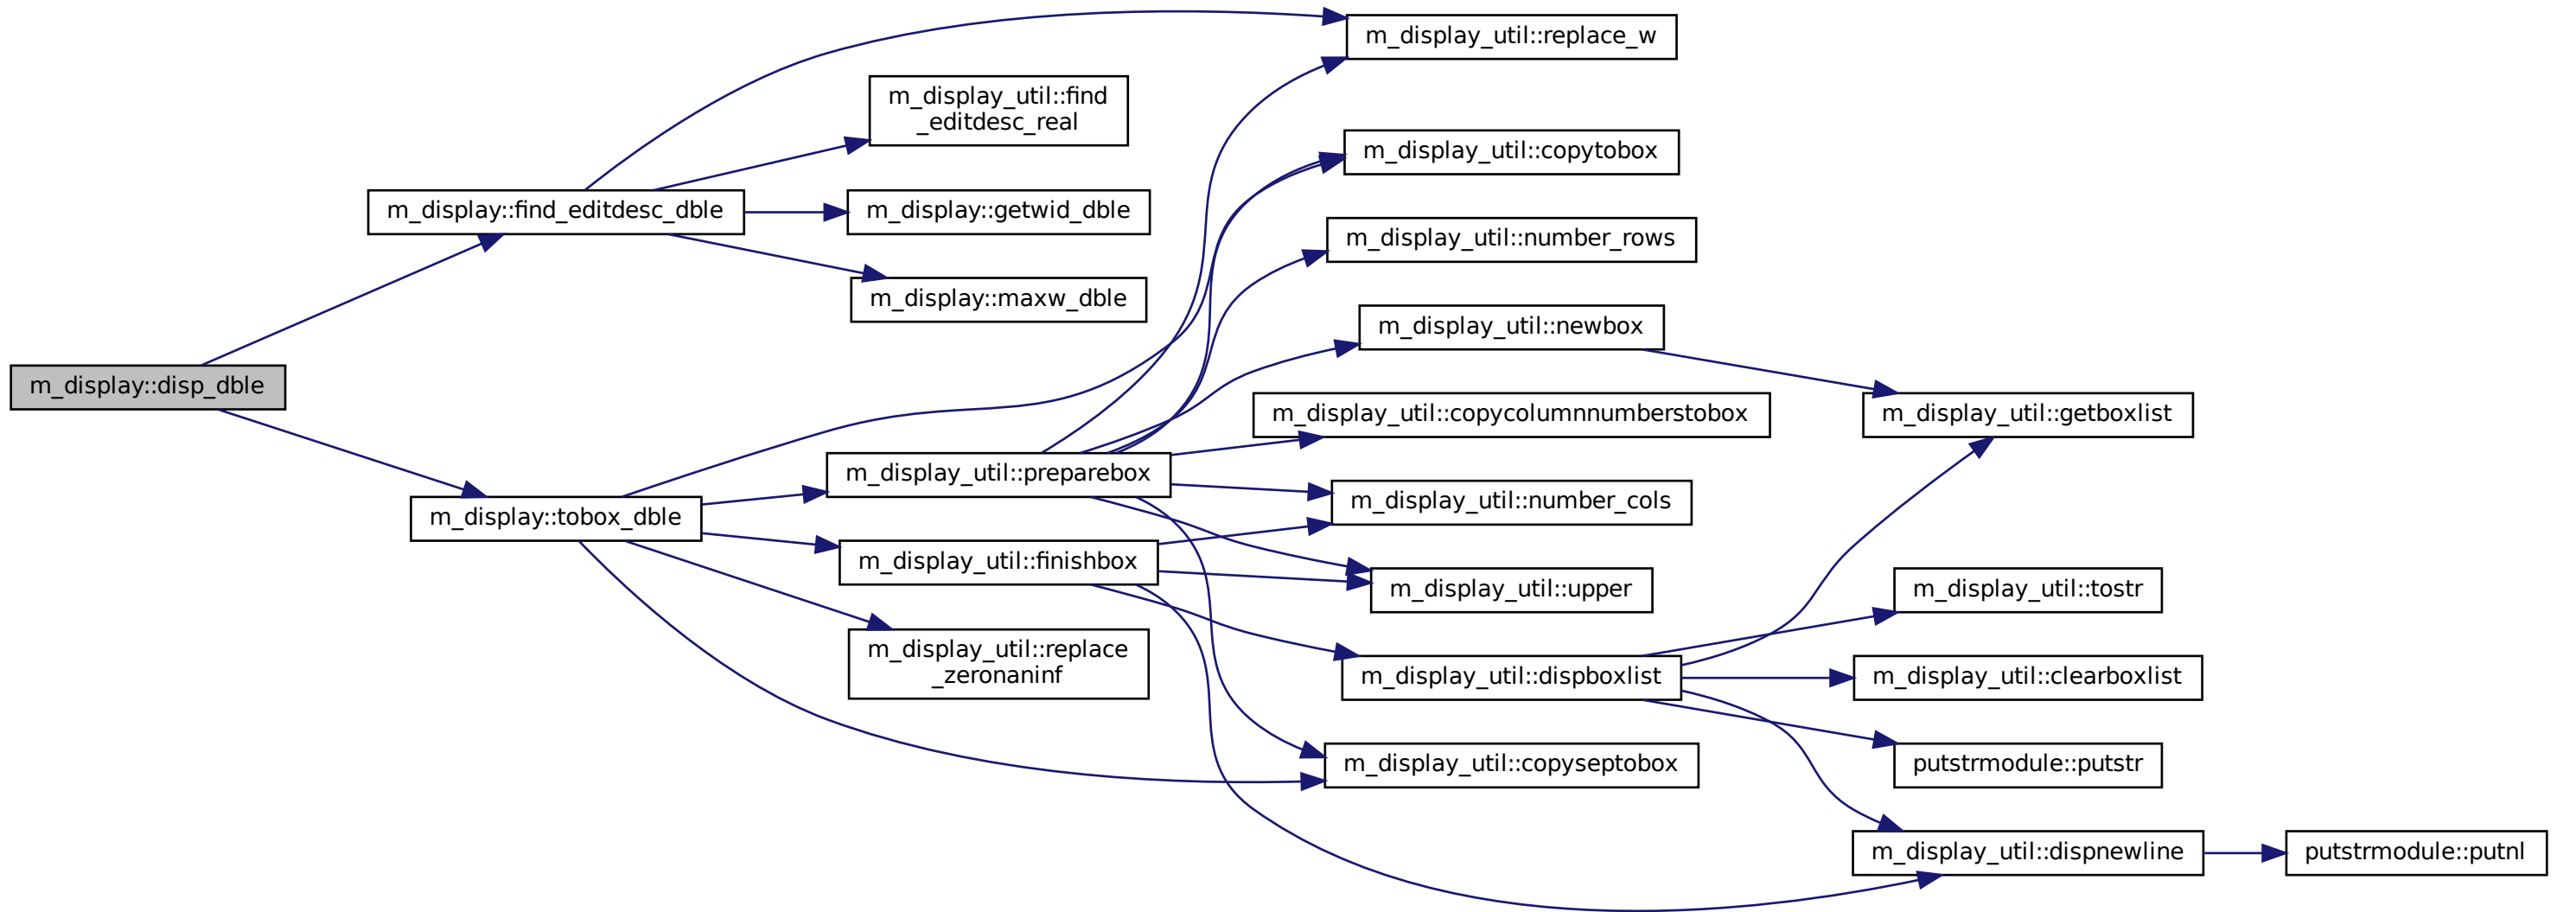 m_display_util::replace_w
m_display_util::find
_editdesc_real
m_display_util::copytobox
m_display::find_editdesc_dble
m_display::getwid_dble
m_display_util::number_rows
m_display::maxw_dble
m_display_util::newbox
m_display::disp_dble
m_display_util::copycolumnnumberstobox
m_display_util::getboxlist
m_display_util::preparebox
m_display_util::number_cols
m_display::tobox_dble
m_display_util::finishbox
m_display_util::upper
m_display_util::tostr
m_display_util::replace
_zeronaninf
m_display_util::dispboxlist
m_display_util::clearboxlist
m_display_util::copyseptobox
putstrmodule::putstr
m_display_util::dispnewline
putstrmodule::putnl